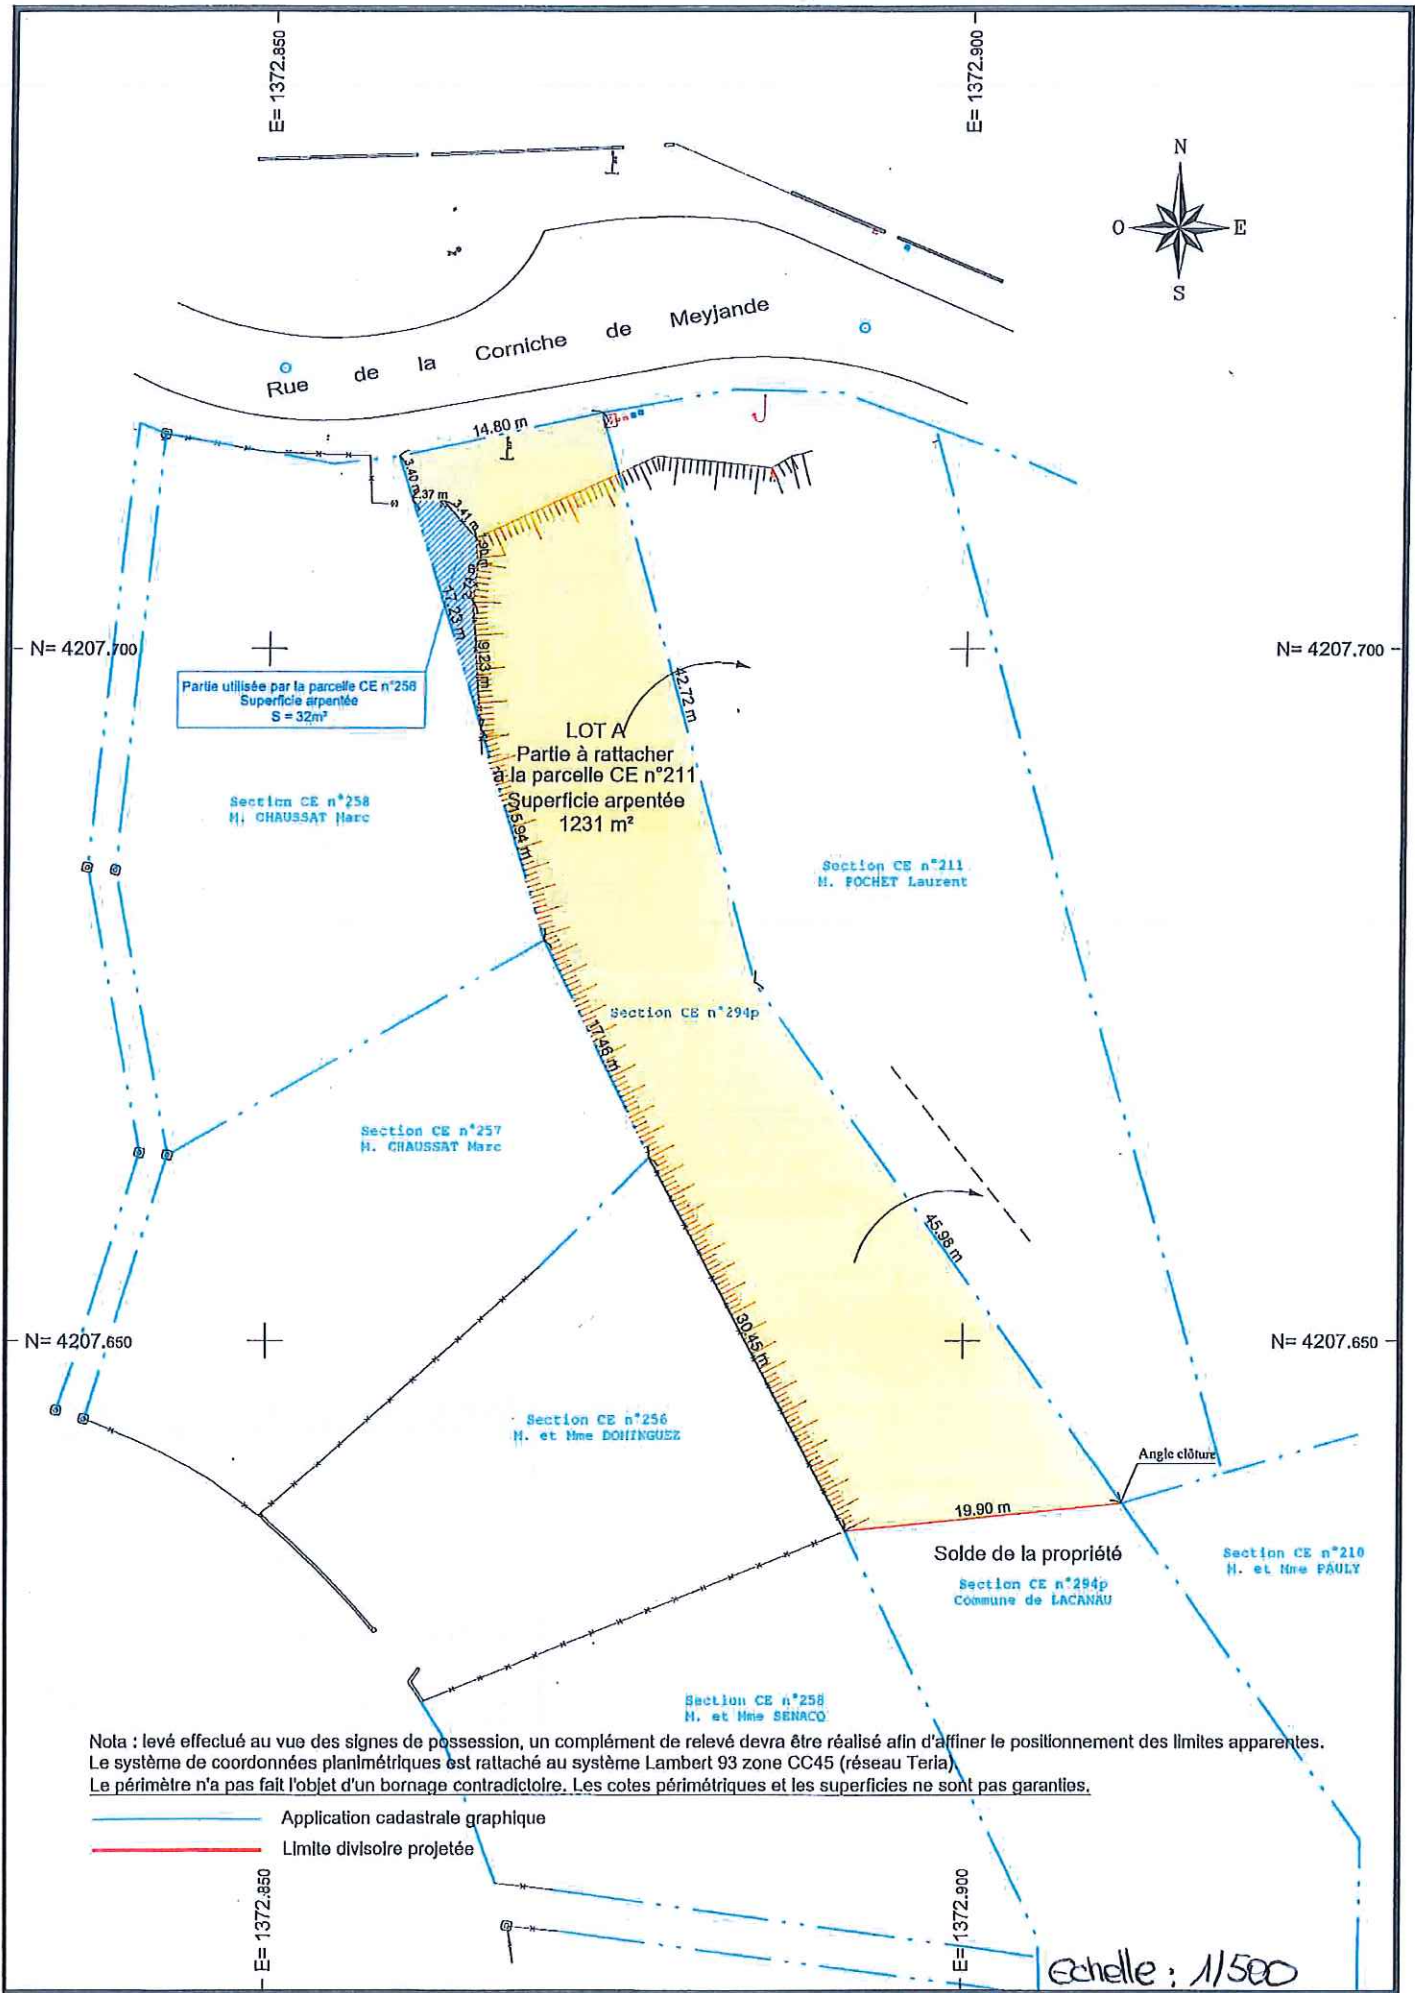 E= 1372.850
E= 1372.900
N
O
E
S
Rue de la Corniche de Meyjande
14.80 m
3.40 m
3.41 m
17.23 m
9.23 m
N= 4207.700
N= 4207.700
Partie utilisée par la parcelle CE n°258
Superficie arpentée
S = 32m²
42.72 m
LOT A
Partie à rattacher
à la parcelle CE n°211
Superficie arpentée
1231 m²
15.94 m
Section CE n°258
M. CHAUSSAT Marc
Section CE n°211
M. POCHET Laurent
Section CE n°294p
17.46 m
Section CE n°257
M. CHAUSSAT Marc
45.98 m
30.45 m
N= 4207.650
N= 4207.650
Section CE n°256
M. et Mme DOMINGUEZ
Angle clôture
19.90 m
Solde de la propriété
Section CE n°294p
Commune de LACANAU
Section CE n°210
M. et Mme PAULY
Section CE n°258
M. et Mme SENACQ
Nota : levé effectué au vue des signes de possession, un complément de relevé devra être réalisé afin d'affiner le positionnement des limites apparentes.
Le système de coordonnées planimétriques est rattaché au système Lambert 93 zone CC45 (réseau Teria).
Le périmètre n'a pas fait l'objet d'un bornage contradictoire. Les cotes périmétriques et les superficies ne sont pas garanties.
Application cadastrale graphique
Limite divisoire projetée
E= 1372.850
E= 1372.900
Echelle : 1/500